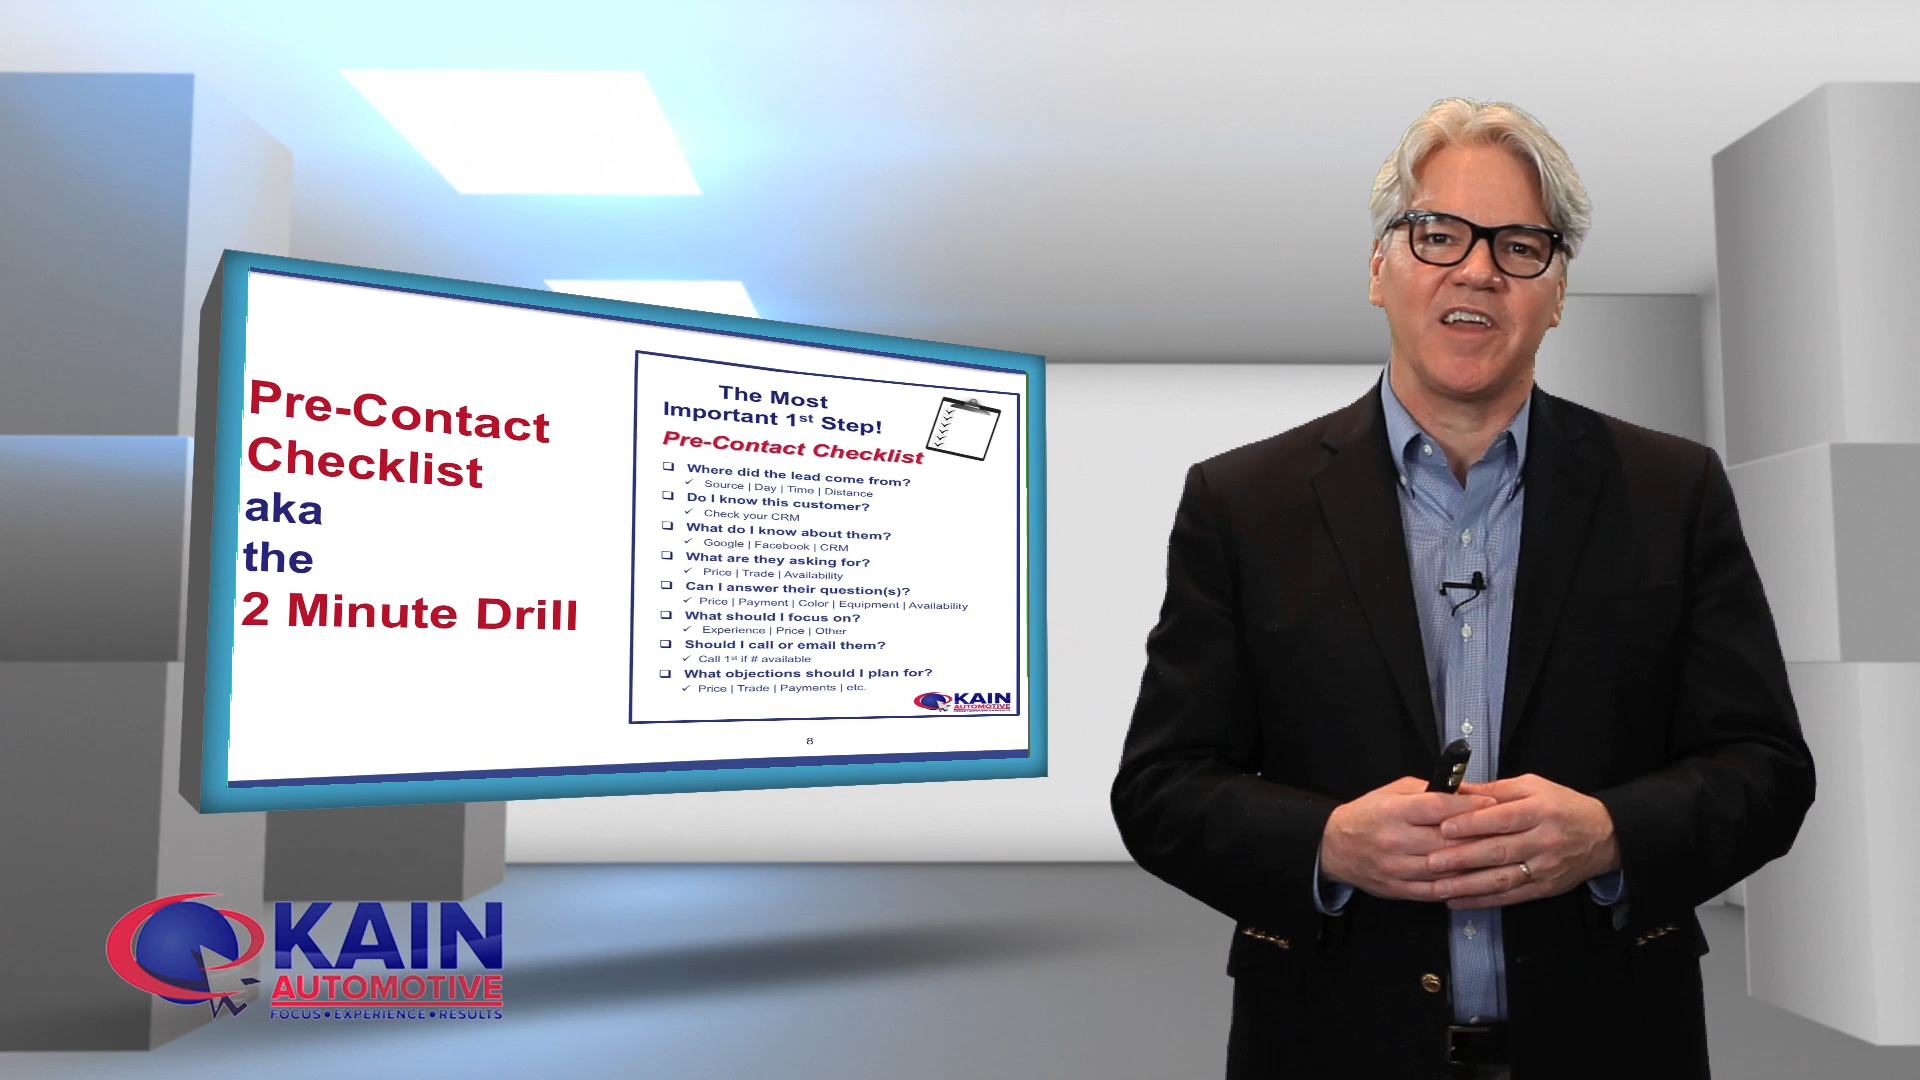 Pre-Contact
Checklist
aka
the
2 Minute Drill
The Most
Important 1st Step!
Pre-Contact Checklist
❑ Where did the lead come from?
✓ Source | Day | Time | Distance
❑ Do I know this customer?
✓ Check your CRM
❑ What do I know about them?
✓ Google | Facebook | CRM
❑ What are they asking for?
✓ Price | Trade | Availability
❑ Can I answer their question(s)?
✓ Price | Payment | Color | Equipment | Availability
❑ What should I focus on?
✓ Experience | Price | Other
❑ Should I call or email them?
✓ Call 1st if # available
❑ What objections should I plan for?
✓ Price | Trade | Payments | etc.
KAIN
AUTOMOTIVE
8
KAIN
AUTOMOTIVE
FOCUS • EXPERIENCE • RESULTS